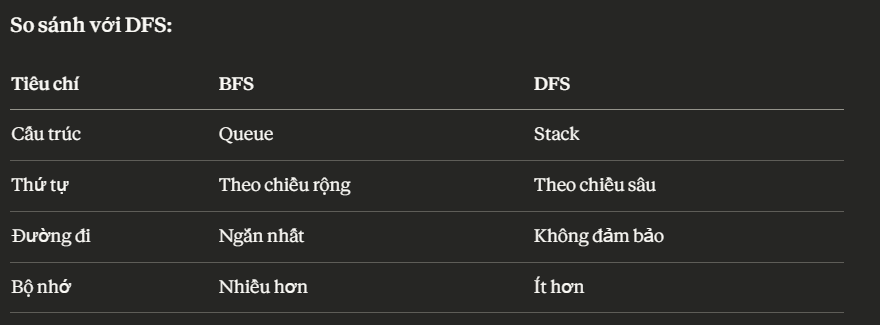 So sánh với DFS:
Tiêu chí BFS DFS
Cấu trúc Queue Stack
Thứ tự Theo chiều rộng Theo chiều sâu
Đường đi Ngắn nhất Không đảm bảo
Bộ nhớ Nhiều hơn Ít hơn